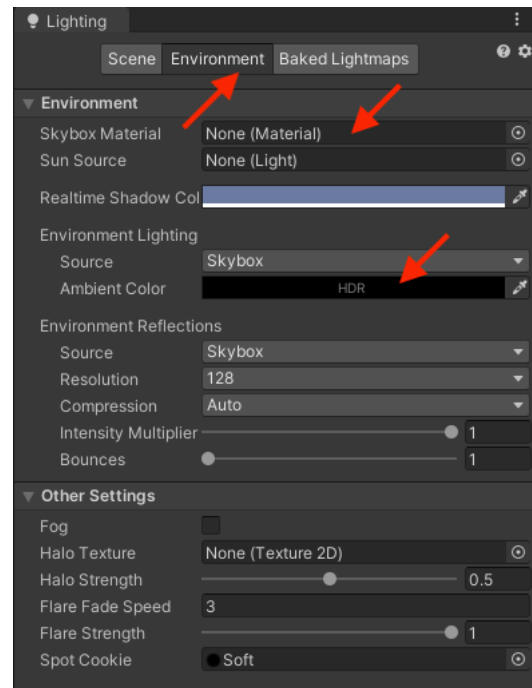 Lighting
Scene Environment Baked Lightmaps
Environment
Skybox Material None (Material)
Sun Source None (Light)
Realtime Shadow Col
Environment Lighting
Source Skybox
Ambient Color HDR
Environment Reflections
Source Skybox
Resolution 128
Compression Auto
Intensity Multiplier 1
Bounces 1
Other Settings
Fog
Halo Texture None (Texture 2D)
Halo Strength 0.5
Flare Fade Speed 3
Flare Strength 1
Spot Cookie Soft